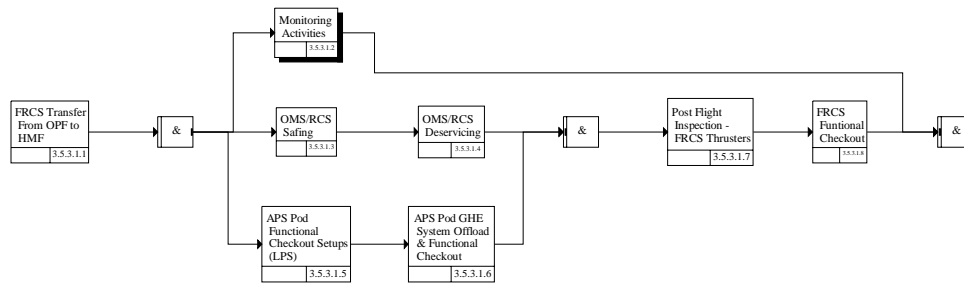 Monitoring
Activities
3.5.3.1.2
FRCS Transfer
From OPF to
HMF
3.5.3.1.1
&
OMS/RCS
Safing
3.5.3.1.3
OMS/RCS
Deservicing
3.5.3.1.4
&
Post Flight
Inspection -
FRCS Thrusters
3.5.3.1.7
FRCS
Funtional
Checkout
3.5.3.1.8
&
APS Pod
Functional
Checkout Setups
(LPS)
3.5.3.1.5
APS Pod GHE
System Offload
& Functional
Checkout
3.5.3.1.6